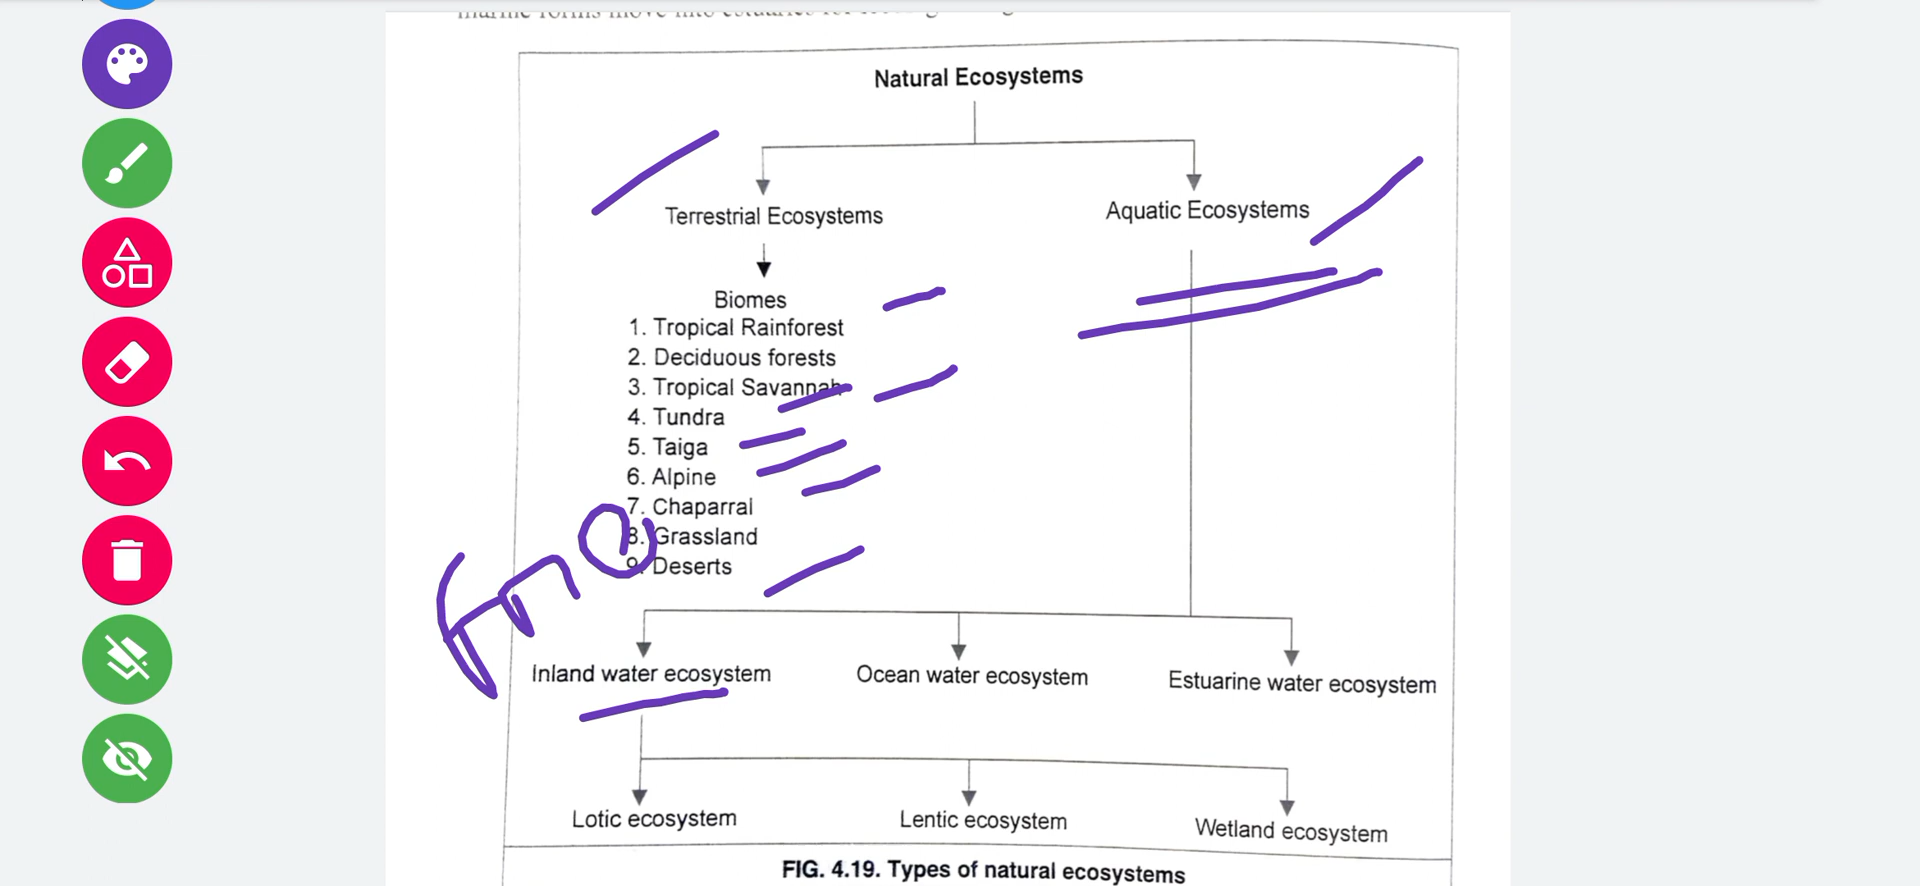 Natural Ecosystems
Terrestrial Ecosystems
Aquatic Ecosystems
Biomes
1. Tropical Rainforest
2. Deciduous forests
3. Tropical Savannah
4. Tundra
5. Taiga
6. Alpine
7. Chaparral
8. Grassland
9. Deserts
Inland water ecosystem
Ocean water ecosystem
Estuarine water ecosystem
Lotic ecosystem
Lentic ecosystem
Wetland ecosystem
FIG. 4.19. Types of natural ecosystems